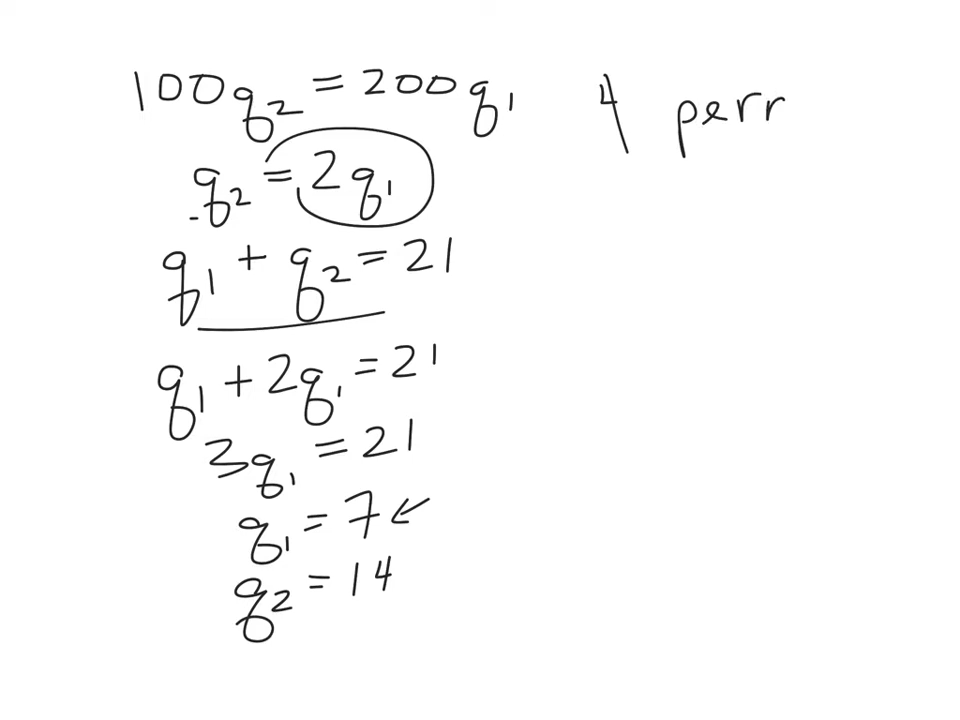 100q₂ = 200q₁ 4 perr
q₂ = 2q₁
q₁ + q₂ = 21
q₁ + 2q₁ = 21
3q₁ = 21
q₁ = 7 ←
q₂ = 14